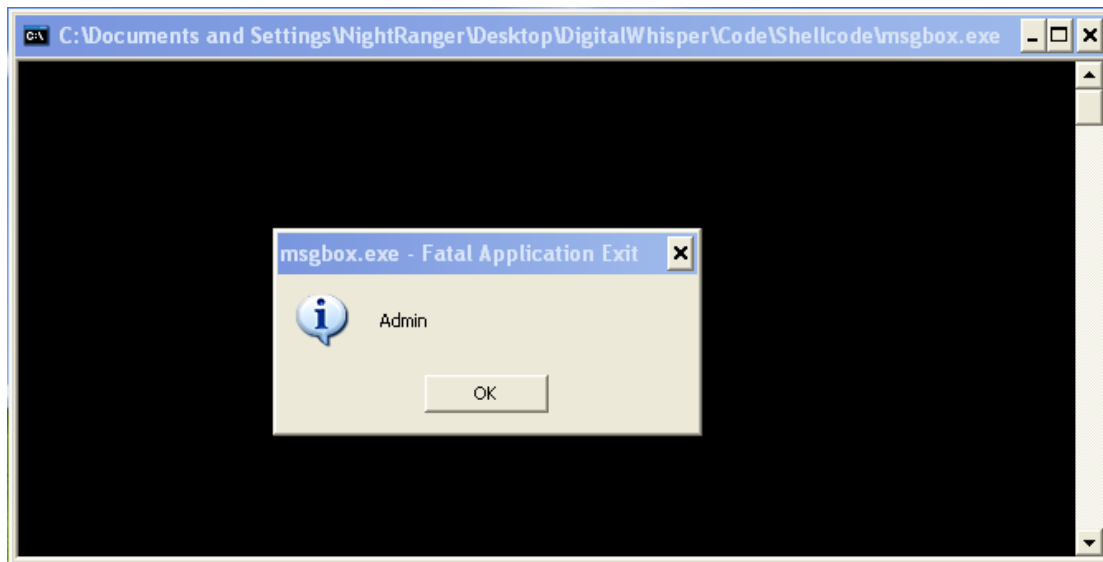 C:\Documents and Settings\NightRanger\Desktop\DigitalWhisper\Code\Shellcode\msgbox.exe
msgbox.exe - Fatal Application Exit
Admin
OK